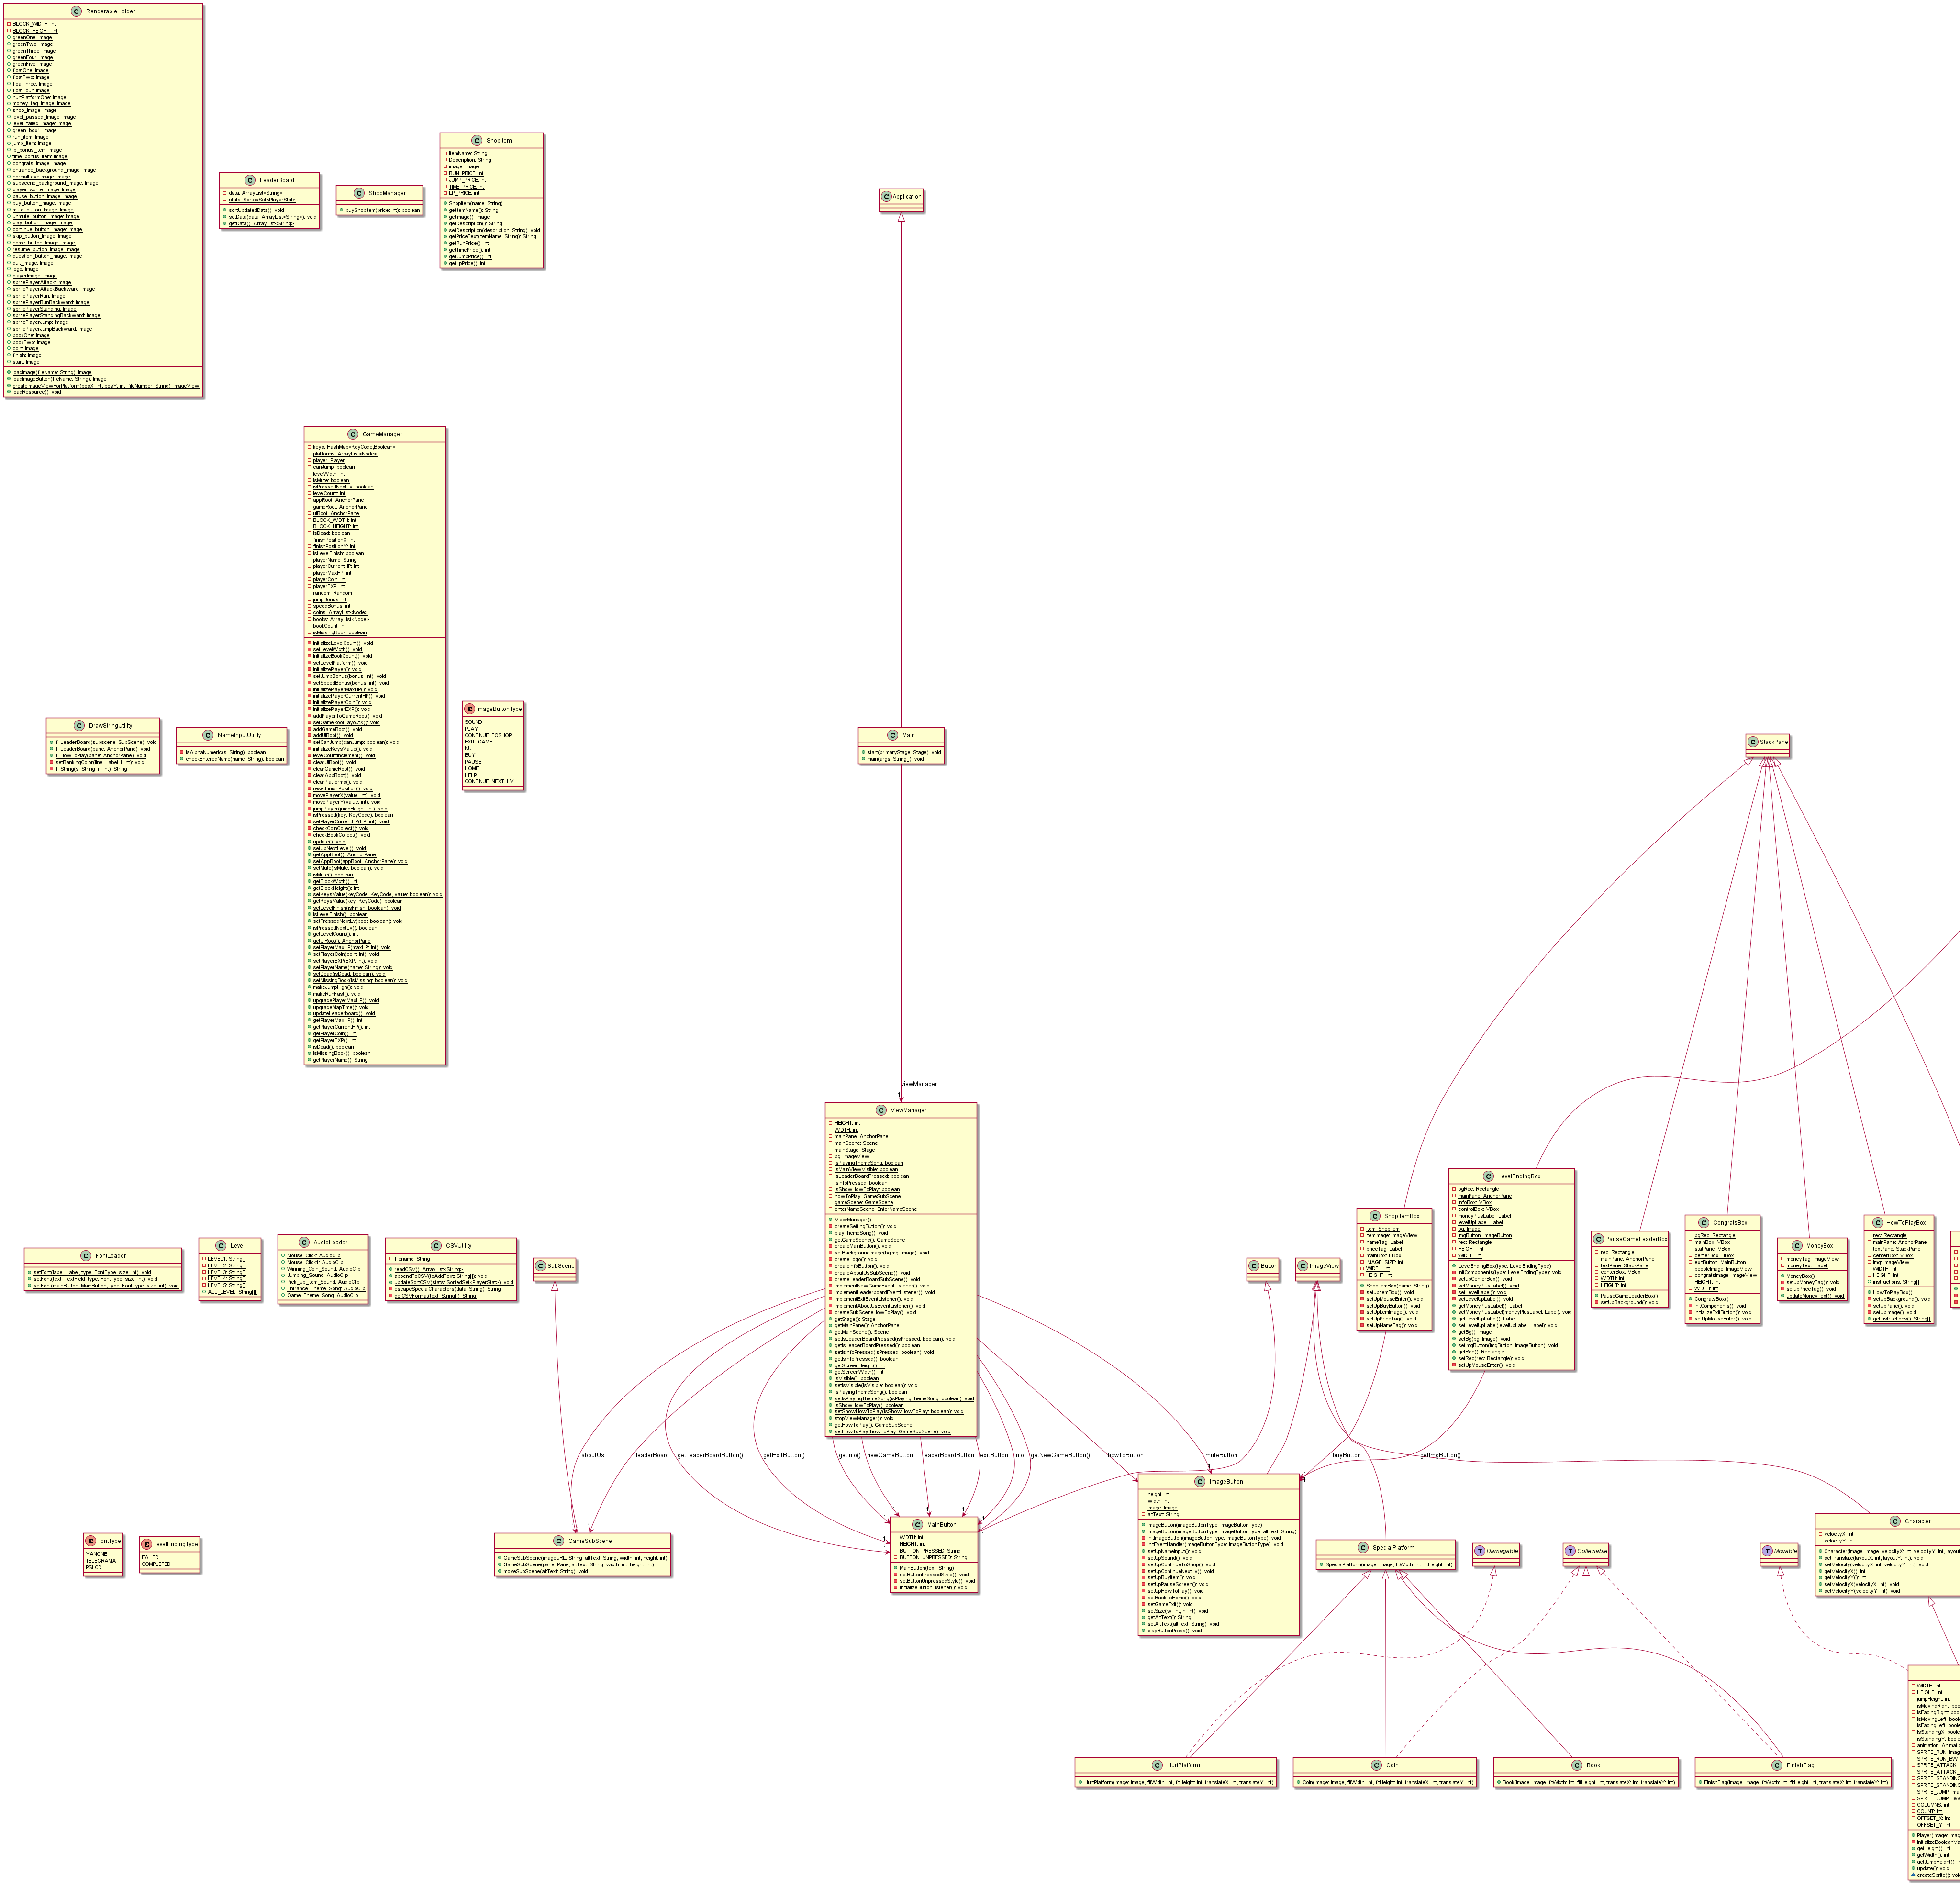 RenderableHolder
BLOCK_WIDTH: int
BLOCK_HEIGHT: int
greenOne: Image
greenTwo: Image
greenThree: Image
greenFour: Image
greenFive: Image
floatOne: Image
floatTwo: Image
floatThree: Image
floatFour: Image
hurtPlatformOne: Image
money_tag_Image: Image
shop_Image: Image
level_passed_Image: Image
level_failed_Image: Image
green_box1: Image
run_item: Image
jump_item: Image
lp_bonus_item: Image
time_bonus_item: Image
congrats_Image: Image
entrance_background_Image: Image
normalLevelImage: Image
subscene_background_Image: Image
player_sprite_Image: Image
pause_button_Image: Image
buy_button_Image: Image
mute_button_Image: Image
unmute_button_Image: Image
play_button_Image: Image
continue_button_Image: Image
skip_button_Image: Image
home_button_Image: Image
resume_button_Image: Image
question_button_Image: Image
quit_Image: Image
logo: Image
playerImage: Image
spritePlayerAttack: Image
spritePlayerAttackBackward: Image
spritePlayerRun: Image
spritePlayerRunBackward: Image
spritePlayerStanding: Image
spritePlayerStandingBackward: Image
spritePlayerJump: Image
spritePlayerJumpBackward: Image
bookOne: Image
bookTwo: Image
coin: Image
finish: Image
start: Image
loadImage(fileName: String): Image
loadImageButton(fileName: String): Image
createImageViewForPlatform(posX: int, posY: int, fileNumber: String): ImageView
loadResource(): void
LeaderBoard
data: ArrayList<String>
stats: SortedSet<PlayerStat>
sortUpdatedData(): void
setData(data: ArrayList<String>): void
getData(): ArrayList<String>
ShopManager
buyShopItem(price: int): boolean
ShopItem
itemName: String
Description: String
image: Image
RUN_PRICE: int
JUMP_PRICE: int
TIME_PRICE: int
LP_PRICE: int
ShopItem(name: String)
getItemName(): String
getImage(): Image
getDescription(): String
setDescription(description: String): void
getPriceText(itemName: String): String
getRunPrice(): int
getTimePrice(): int
getJumpPrice(): int
getLpPrice(): int
Application
GameManager
keys: HashMap<KeyCode,Boolean>
platforms: ArrayList<Node>
player: Player
canJump: boolean
levelWidth: int
isMute: boolean
isPressedNextLv: boolean
levelCount: int
appRoot: AnchorPane
gameRoot: AnchorPane
uiRoot: AnchorPane
BLOCK_WIDTH: int
BLOCK_HEIGHT: int
isDead: boolean
finishPositionX: int
finishPositionY: int
isLevelFinish: boolean
playerName: String
playerCurrentHP: int
playerMaxHP: int
playerCoin: int
playerEXP: int
random: Random
jumpBonus: int
speedBonus: int
coins: ArrayList<Node>
books: ArrayList<Node>
bookCount: int
isMissingBook: boolean
initializeLevelCount(): void
setLevelWidth(): void
initializeBookCount(): void
setLevelPlatform(): void
initializePlayer(): void
setJumpBonus(bonus: int): void
setSpeedBonus(bonus: int): void
initializePlayerMaxHP(): void
initializePlayerCurrentHP(): void
initializePlayerCoin(): void
initializePlayerEXP(): void
addPlayerToGameRoot(): void
setGameRootLayoutX(): void
addGameRoot(): void
addUIRoot(): void
setCanJump(canJump: boolean): void
initializeKeysValue(): void
levelCountIncrement(): void
clearUIRoot(): void
clearGameRoot(): void
clearAppRoot(): void
clearPlatforms(): void
resetFinishPosition(): void
movePlayerX(value: int): void
movePlayerY(value: int): void
jumpPlayer(jumpHeight: int): void
isPressed(key: KeyCode): boolean
setPlayerCurrentHP(HP: int): void
checkCoinCollect(): void
checkBookCollect(): void
update(): void
setUpNextLevel(): void
getAppRoot(): AnchorPane
setAppRoot(appRoot: AnchorPane): void
setMute(isMute: boolean): void
isMute(): boolean
getBlockWidth(): int
getBlockHeight(): int
setKeysValue(keyCode: KeyCode, value: boolean): void
getKeysValue(key: KeyCode): boolean
setLevelFinish(isFinish: boolean): void
isLevelFinish(): boolean
setPressedNextLv(bool: boolean): void
isPressedNextLv(): boolean
getLevelCount(): int
getUIRoot(): AnchorPane
setPlayerMaxHP(maxHP: int): void
setPlayerCoin(coin: int): void
setPlayerEXP(EXP: int): void
setPlayerName(name: String): void
setDead(isDead: boolean): void
setMissingBook(isMissing: boolean): void
makeJumpHigh(): void
makeRunFast(): void
upgradePlayerMaxHP(): void
upgradeMapTime(): void
updateLeaderboard(): void
getPlayerMaxHP(): int
getPlayerCurrentHP(): int
getPlayerCoin(): int
getPlayerEXP(): int
isDead(): boolean
isMissingBook(): boolean
getPlayerName(): String
DrawStringUtility
fillLeaderBoard(subscene: SubScene): void
fillLeaderBoard(pane: AnchorPane): void
fillHowToPlay(pane: AnchorPane): void
setRankingColor(line: Label, i: int): void
fillString(s: String, n: int): String
NameInputUtility
isAlphaNumeric(s: String): boolean
checkEnteredName(name: String): boolean
ImageButtonType
SOUND
PLAY
CONTINUE_TOSHOP
EXIT_GAME
NULL
BUY
PAUSE
HOME
HELP
CONTINUE_NEXT_LV
Main
start(primaryStage: Stage): void
main(args: String[]): void
StackPane
viewManager
1
ViewManager
HEIGHT: int
WIDTH: int
mainPane: AnchorPane
mainScene: Scene
mainStage: Stage
bg: ImageView
isPlayingThemeSong: boolean
isMainViewVisible: boolean
isLeaderBoardPressed: boolean
isInfoPressed: boolean
isShowHowToPlay: boolean
howToPlay: GameSubScene
gameScene: GameScene
enterNameScene: EnterNameScene
ViewManager()
createSettingButton(): void
playThemeSong(): void
getGameScene(): GameScene
createMainButton(): void
setBackgroundImage(bgImg: Image): void
createLogo(): void
createInfoButton(): void
createAboutUsSubScene(): void
createLeaderBoardSubScene(): void
implementLeaderboardEventListener(): void
implementNewGameEventListener(): void
implementExitEventListener(): void
implementAboutUsEventListener(): void
createSubSceneHowToPlay(): void
getStage(): Stage
getMainPane(): AnchorPane
getMainScene(): Scene
setIsLeaderBoardPressed(isPressed: boolean): void
getIsLeaderBoardPressed(): boolean
setIsInfoPressed(isPressed: boolean): void
getIsInfoPressed(): boolean
getScreenHeight(): int
getScreenWidth(): int
isVisible(): boolean
setIsVisible(isVisible: boolean): void
isPlayingThemeSong(): boolean
setIsPlayingThemeSong(isPlayingThemeSong: boolean): void
isShowHowToPlay(): boolean
setShowHowToPlay(isShowHowToPlay: boolean): void
stopViewManager(): void
getHowToPlay(): GameSubScene
setHowToPlay(howToPlay: GameSubScene): void
FontLoader
setFont(label: Label, type: FontType, size: int): void
setFont(text: TextField, type: FontType, size: int): void
setFont(mainButton: MainButton, type: FontType, size: int): void
Level
LEVEL1: String[]
LEVEL2: String[]
LEVEL3: String[]
LEVEL4: String[]
LEVEL5: String[]
ALL_LEVEL: String[][]
AudioLoader
Mouse_Click: AudioClip
Mouse_Click1: AudioClip
Winning_Coin_Sound: AudioClip
Jumping_Sound: AudioClip
Pick_Up_Item_Sound: AudioClip
Entrance_Theme_Song: AudioClip
Game_Theme_Song: AudioClip
CSVUtility
filename: String
readCSV(): ArrayList<String>
appendToCSV(toAddText: String[]): void
updateSortCSV(stats: SortedSet<PlayerStat>): void
escapeSpecialCharacters(data: String): String
getCSVFormat(text: String[]): String
SubScene
Button
ImageView
ShopItemBox
item: ShopItem
itemImage: ImageView
nameTag: Label
priceTag: Label
mainBox: HBox
IMAGE_SIZE: int
WIDTH: int
HEIGHT: int
ShopItemBox(name: String)
setupItemBox(): void
setUpMouseEnter(): void
setUpBuyButton(): void
setUpItemImage(): void
setUpPriceTag(): void
setUpNameTag(): void
LevelEndingBox
bgRec: Rectangle
mainPane: AnchorPane
infoBox: VBox
controlBox: VBox
moneyPlusLabel: Label
levelUpLabel: Label
bg: Image
imgButton: ImageButton
rec: Rectangle
HEIGHT: int
WIDTH: int
LevelEndingBox(type: LevelEndingType)
initComponents(type: LevelEndingType): void
setupCenterBox(): void
setMoneyPlusLabel(): void
setLevelLabel(): void
setLevelUpLabel(): void
getMoneyPlusLabel(): Label
setMoneyPlusLabel(moneyPlusLabel: Label): void
getLevelUpLabel(): Label
setLevelUpLabel(levelUpLabel: Label): void
getBg(): Image
setBg(bg: Image): void
setImgButton(imgButton: ImageButton): void
getRec(): Rectangle
setRec(rec: Rectangle): void
setUpMouseEnter(): void
PauseGameLeaderBox
rec: Rectangle
mainPane: AnchorPane
textPane: StackPane
centerBox: VBox
WIDTH: int
HEIGHT: int
PauseGameLeaderBox()
setUpBackground(): void
CongratsBox
bgRec: Rectangle
mainBox: VBox
statPane: VBox
centerBox: HBox
exitButton: MainButton
peopleImage: ImageView
congratsImage: ImageView
HEIGHT: int
WIDTH: int
CongratsBox()
initComponents(): void
initializeExitButton(): void
setUpMouseEnter(): void
MoneyBox
moneyTag: ImageView
moneyText: Label
MoneyBox()
setupMoneyTag(): void
setupPriceTag(): void
updateMoneyText(): void
HowToPlayBox
rec: Rectangle
mainPane: AnchorPane
textPane: StackPane
centerBox: VBox
img: ImageView
WIDTH: int
HEIGHT: int
instructions: String[]
HowToPlayBox()
setUpBackground(): void
setUpPane(): void
setUpImage(): void
getInstructions(): String[]
aboutUs
leaderBoard
getLeaderBoardButton()
getExitButton()
getInfo()
newGameButton
leaderBoardButton
exitButton
info
getNewGameButton()
howToButton
muteButton
buyButton
getImgButton()
FontType
YANONE
TELEGRAMA
PSLCD
LevelEndingType
FAILED
COMPLETED
GameSubScene
GameSubScene(imageURL: String, altText: String, width: int, height: int)
GameSubScene(pane: Pane, altText: String, width: int, height: int)
moveSubScene(altText: String): void
MainButton
WIDTH: int
HEIGHT: int
BUTTON_PRESSED: String
BUTTON_UNPRESSED: String
MainButton(text: String)
setButtonPressedStyle(): void
setButtonUnpressedStyle(): void
initializeButtonListener(): void
ImageButton
height: int
width: int
image: Image
altText: String
ImageButton(imageButtonType: ImageButtonType)
ImageButton(imageButtonType: ImageButtonType, altText: String)
initImageButton(imageButtonType: ImageButtonType): void
initEventHandler(imageButtonType: ImageButtonType): void
setUpNameInput(): void
setUpSound(): void
setUpContinueToShop(): void
setUpContinueNextLv(): void
setUpBuyItem(): void
setUpPauseScreen(): void
setUpHowToPlay(): void
setBackToHome(): void
setGameExit(): void
setSize(w: int, h: int): void
getAltText(): String
setAltText(altText: String): void
playButtonPress(): void
SpecialPlatform
SpecialPlatform(image: Image, fitWidth: int, fitHeight: int)
Damagable
Collectable
Movable
Character
velocityX: int
velocityY: int
Character(image: Image, velocityX: int, velocityY: int, layou
setTranslate(layoutX: int, layoutY: int): void
setVelocity(velocityX: int, velocityY: int): void
getVelocityX(): int
getVelocityY(): int
setVelocityX(velocityX: int): void
setVelocityY(velocityY: int): void
HurtPlatform
HurtPlatform(image: Image, fitWidth: int, fitHeight: int, translateX: int, translateY: int)
Coin
Coin(image: Image, fitWidth: int, fitHeight: int, translateX: int, translateY: int)
Book
Book(image: Image, fitWidth: int, fitHeight: int, translateX: int, translateY: int)
FinishFlag
FinishFlag(image: Image, fitWidth: int, fitHeight: int, translateX: int, translateY: int)
WIDTH: int
HEIGHT: int
jumpHeight: int
isMovingRight: boo
isFacingRight: bool
isMovingLeft: boole
isFacingLeft: boole
isStandingX: boole
isStandingY: boole
animation: Animatio
SPRITE_RUN: Imag
SPRITE_RUN_BW:
SPRITE_ATTACK: I
SPRITE_ATTACK_
SPRITE_STANDING
SPRITE_STANDING
SPRITE_JUMP: Ima
SPRITE_JUMP_BW
COLUMNS: int
COUNT: int
OFFSET_X: int
OFFSET_Y: int
Player(image: Imag
initializeBooleanVa
getHeight(): int
getWidth(): int
getJumpHeight(): i
update(): void
createSprite(): voi